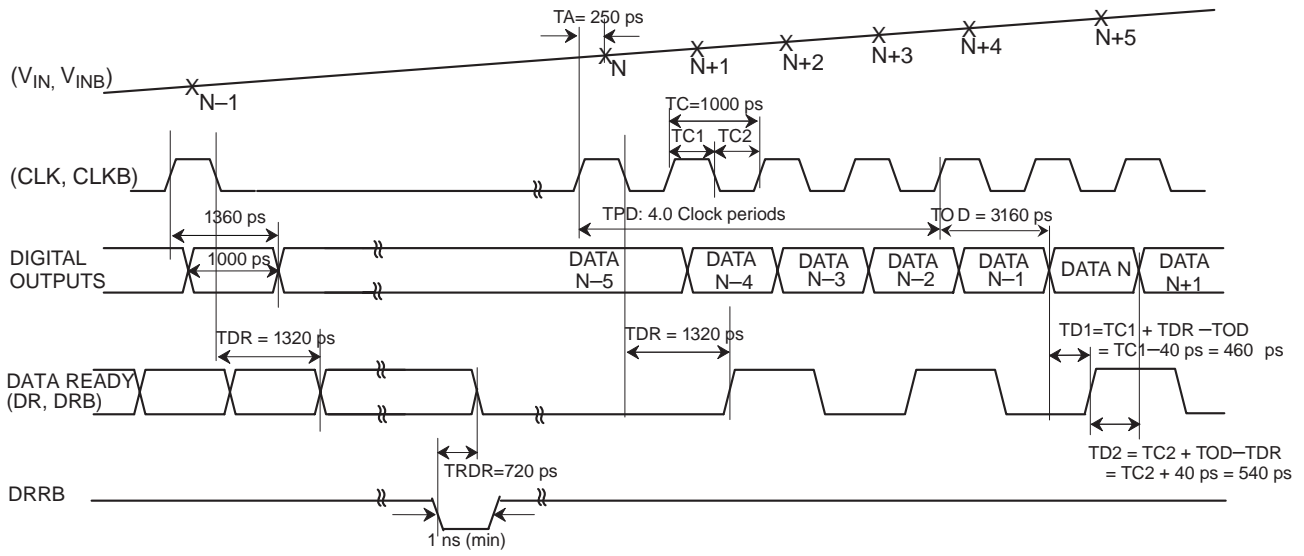 TA= 250 ps
(VIN, VINB)
N–1
N
N+1
N+2
N+3
N+4
N+5
TC=1000 ps
TC1
TC2
(CLK, CLKB)
1360 ps
TPD: 4.0 Clock periods
TO D = 3160 ps
DIGITAL
OUTPUTS
1000 ps
DATA
N–5
DATA
N–4
DATA
N–3
DATA
N–2
DATA
N–1
DATA N
DATA
N+1
TDR = 1320 ps
TDR = 1320 ps
TD1=TC1 + TDR –TOD
= TC1–40 ps = 460 ps
DATA READY
(DR, DRB)
TRDR=720 ps
TD2 = TC2 + TOD–TDR
= TC2 + 40 ps = 540 ps
DRRB
1 ns (min)